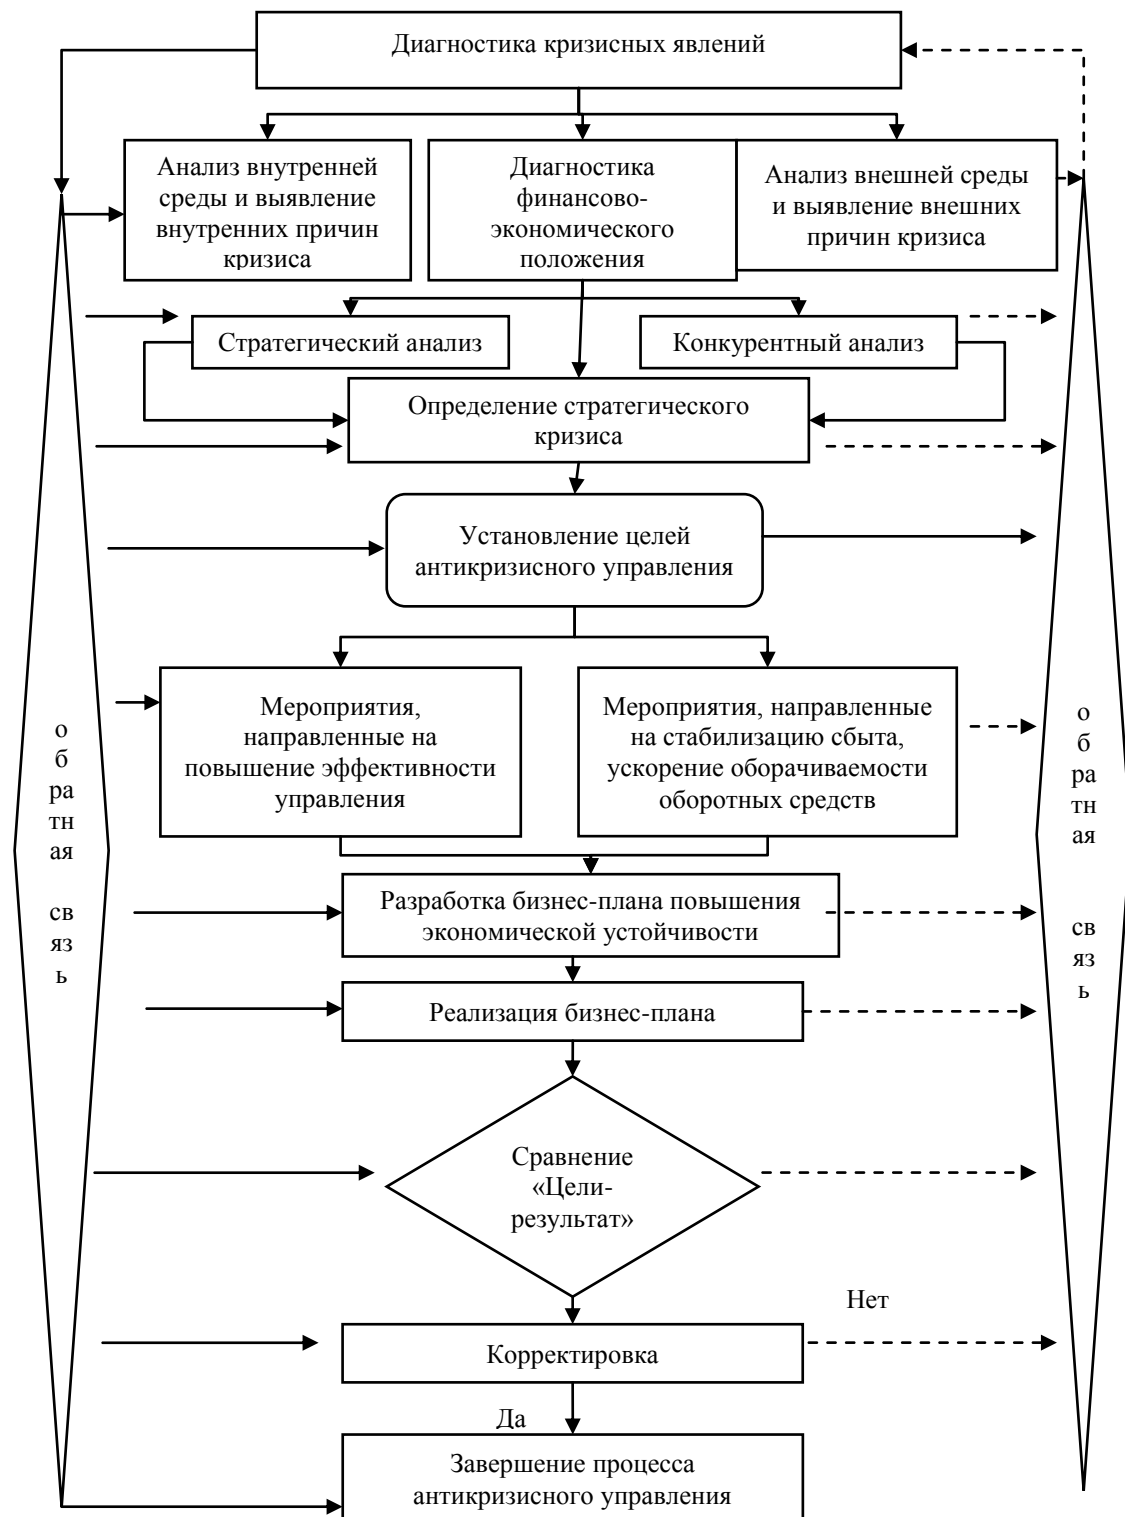 Диагностика кризисных явлений
Анализ внутренней
среды и выявление
внутренних причин
кризиса
Диагностика
финансово-
экономического
положения
Анализ внешней среды
и выявление внешних
причин кризиса
Стратегический анализ
Конкурентный анализ
Определение стратегического
кризиса
Установление целей
антикризисного управления
Мероприятия,
направленные на
повышение эффективности
управления
Мероприятия, направленные
на стабилизацию сбыта,
ускорение оборачиваемости
оборотных средств
о
б
ра
тн
ая
св
яз
ь
о
б
ра
тн
ая
св
яз
ь
Разработка бизнес-плана повышения
экономической устойчивости
Реализация бизнес-плана
Сравнение
«Цели-
результат»
Нет
Корректировка
Да
Завершение процесса
антикризисного управления